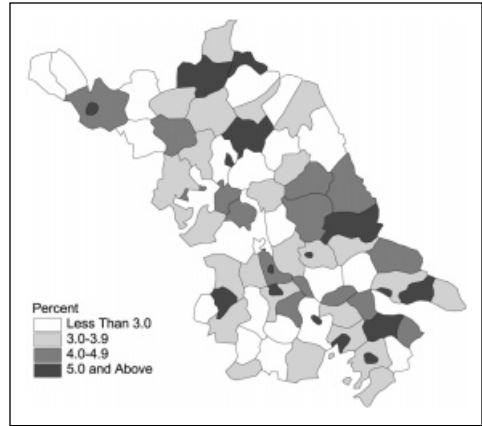 Percent
Less Than 3.0
3.0-3.9
4.0-4.9
5.0 and Above